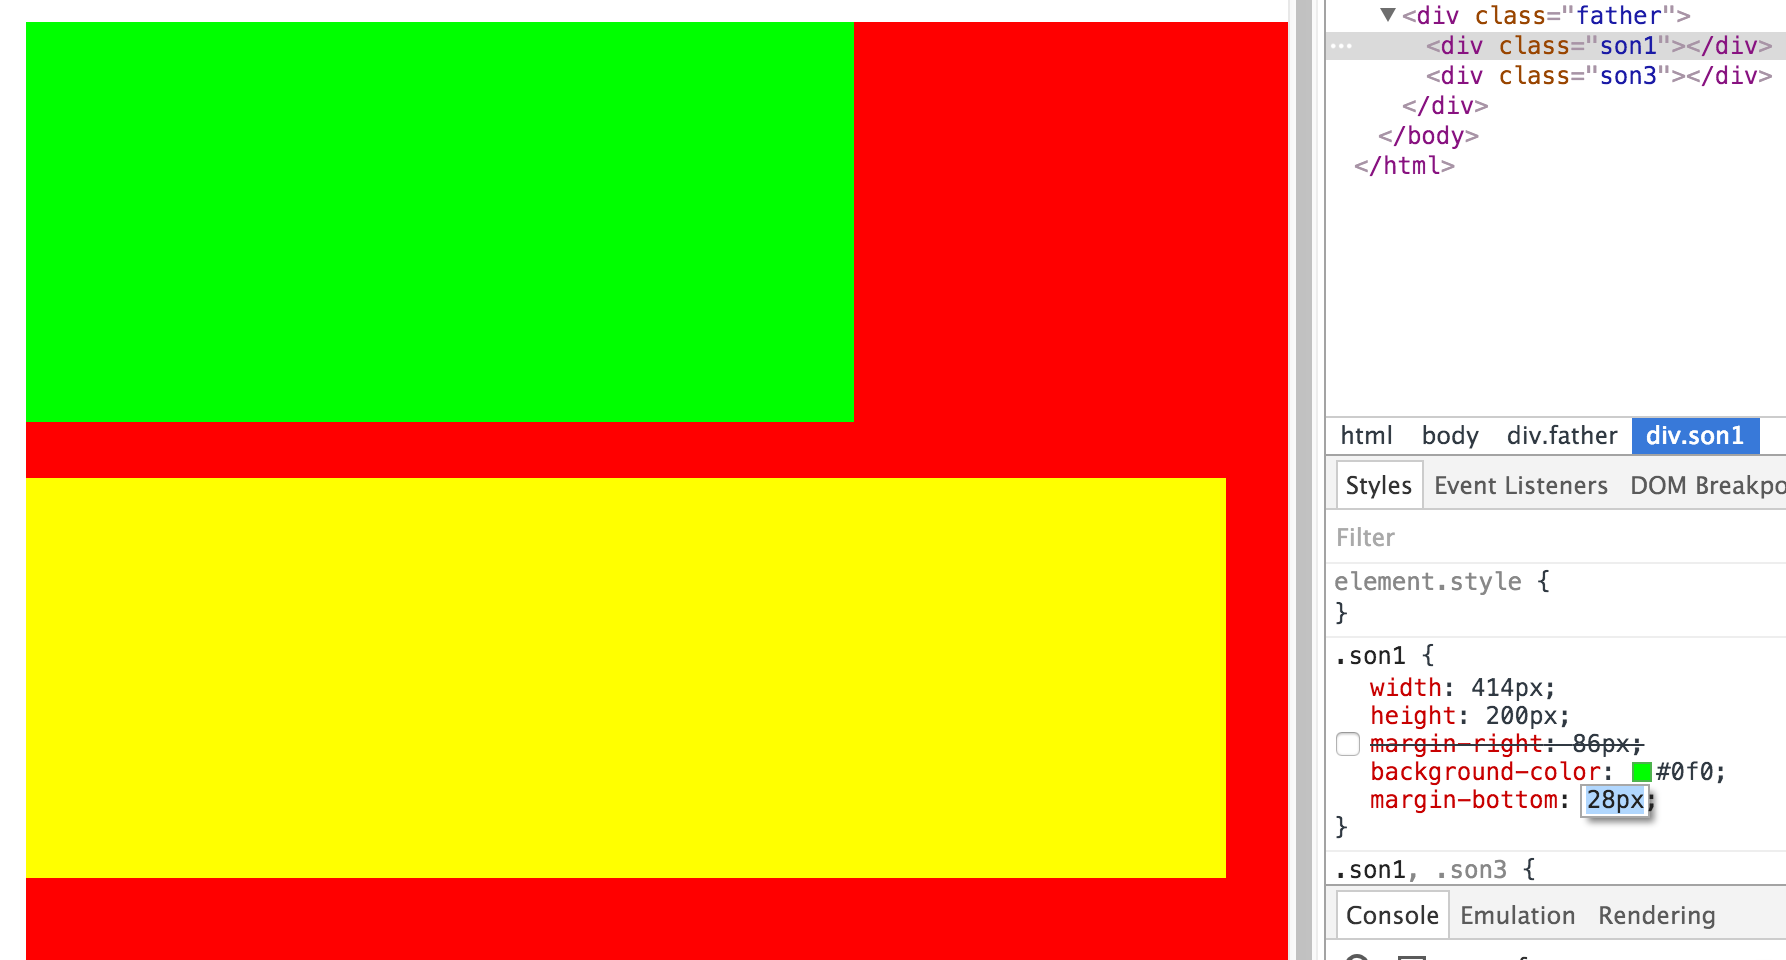 ▼<div class="father">
…<div class="son1"></div>
<div class="son3"></div>
</div>
</body>
</html>
html body div.father div.son1
Styles Event Listeners DOM Breakpo
Filter
element.style {
}
.son1 {
width: 414px;
height: 200px;
margin-right: 86px;
background-color: #0f0;
margin-bottom: 28px;
}
.son1, .son3 {
Console Emulation Rendering